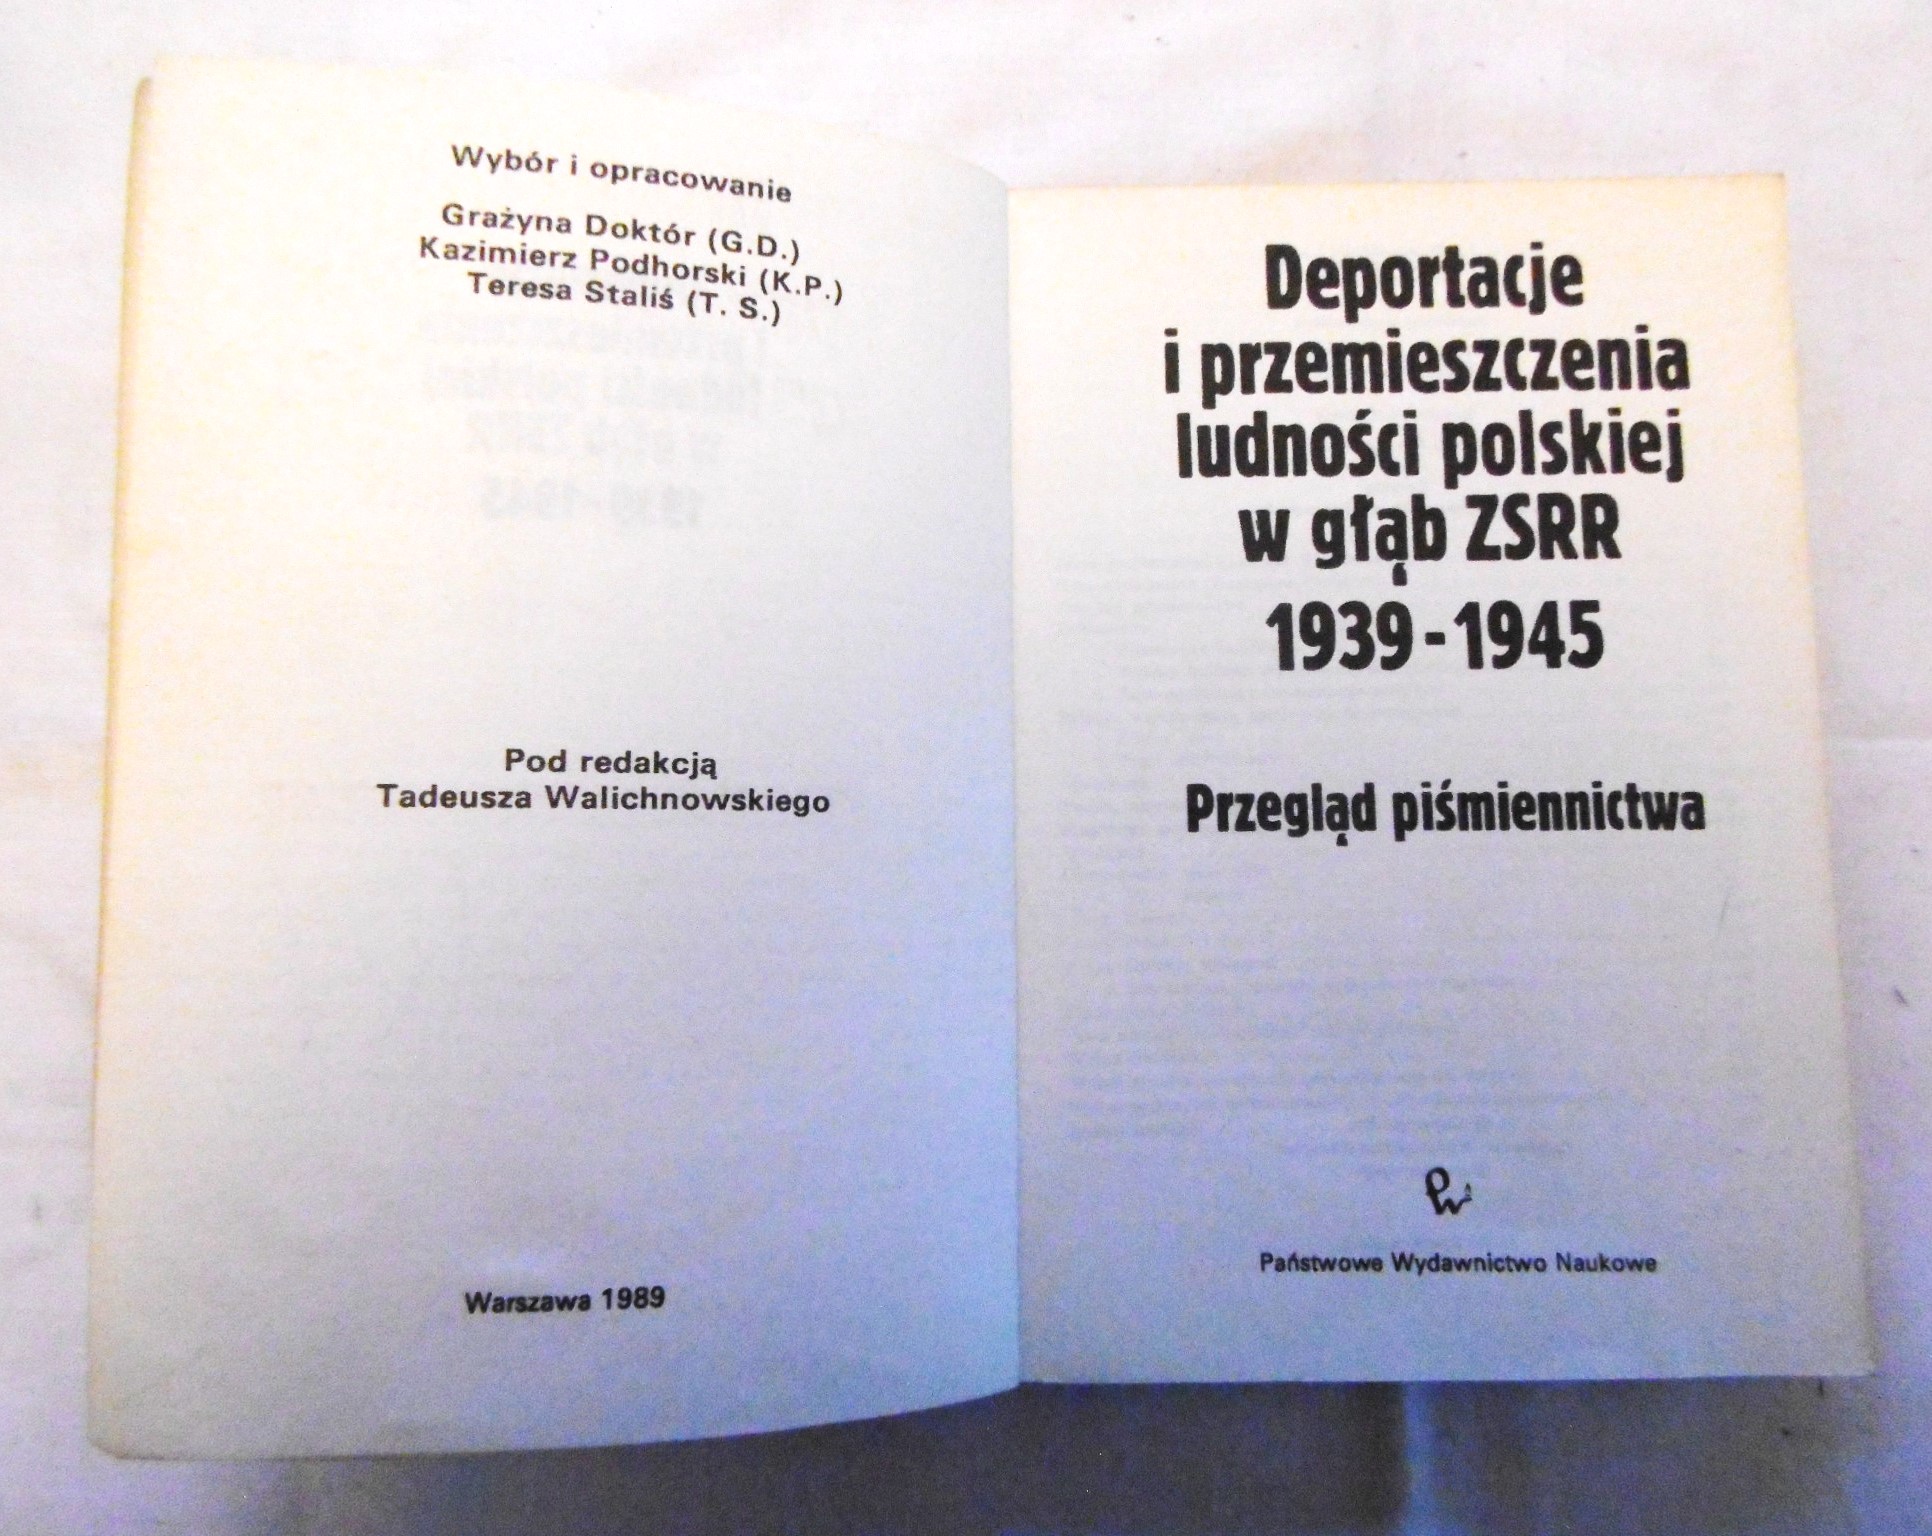 Wybór i opracowanie
Grażyna Doktór (G.D.)
Kazimierz Podhorski (K.P.)
Teresa Staliś (T. S.)
Pod redakcją
Tadeusza Walichnowskiego
Warszawa 1989
Deportacje
i przemieszczenia
ludności polskiej
w głąb ZSRR
1939-1945
Przegląd piśmiennictwa
Państwowe Wydawnictwo Naukowe